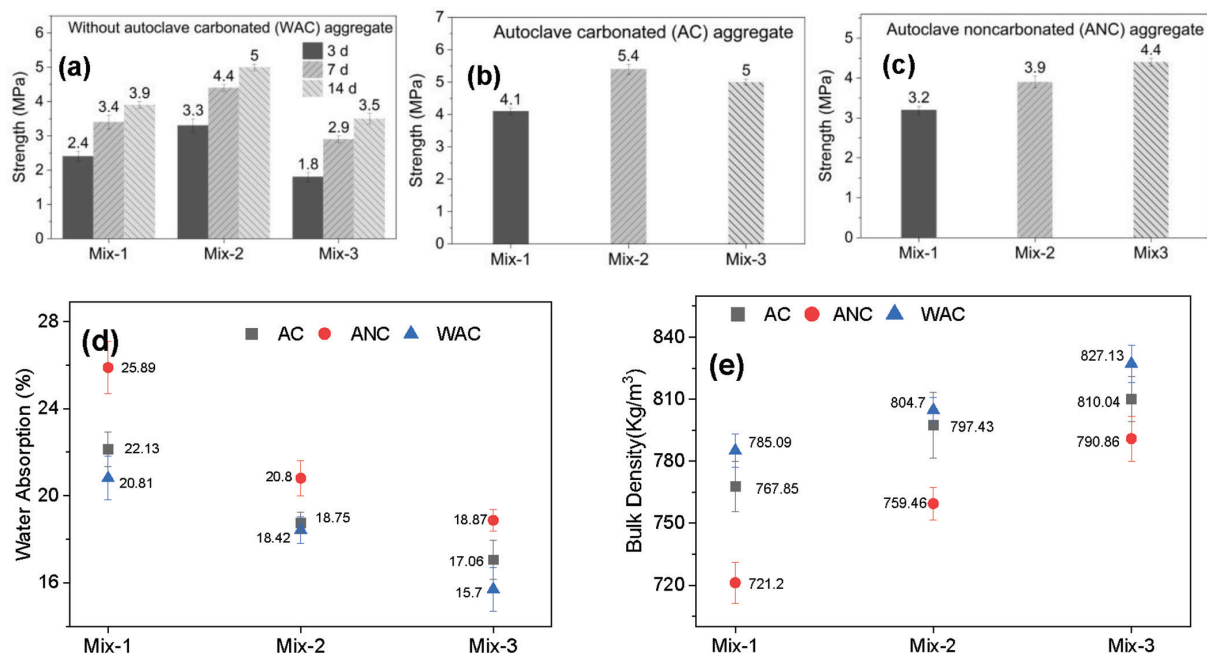 Without autoclave carbonated (WAC) aggregate
(a)
3 d
7 d
14 d
Strength (MPa)
6
5
4
3
2
1
0
2.4
3.4
3.9
3.3
4.4
5
1.8
2.9
3.5
Mix-1
Mix-2
Mix-3
Autoclave carbonated (AC) aggregate
(b)
Strength (MPa)
7
6
5
4
3
2
1
0
4.1
5.4
5
Mix-1
Mix-2
Mix-3
Autoclave noncarbonated (ANC) aggregate
(c)
Strength (MPa)
5
4
3
2
1
0
3.2
3.9
4.4
Mix-1
Mix-2
Mix3
(d)
AC
ANC
WAC
Water Absorption (%)
28
24
20
16
25.89
22.13
20.81
20.8
18.75
18.42
18.87
17.06
15.7
Mix-1
Mix-2
Mix-3
(e)
AC
ANC
WAC
Bulk Density(Kg/m³)
840
810
780
750
720
785.09
767.85
721.2
804.7
797.43
759.46
827.13
810.04
790.86
Mix-1
Mix-2
Mix-3